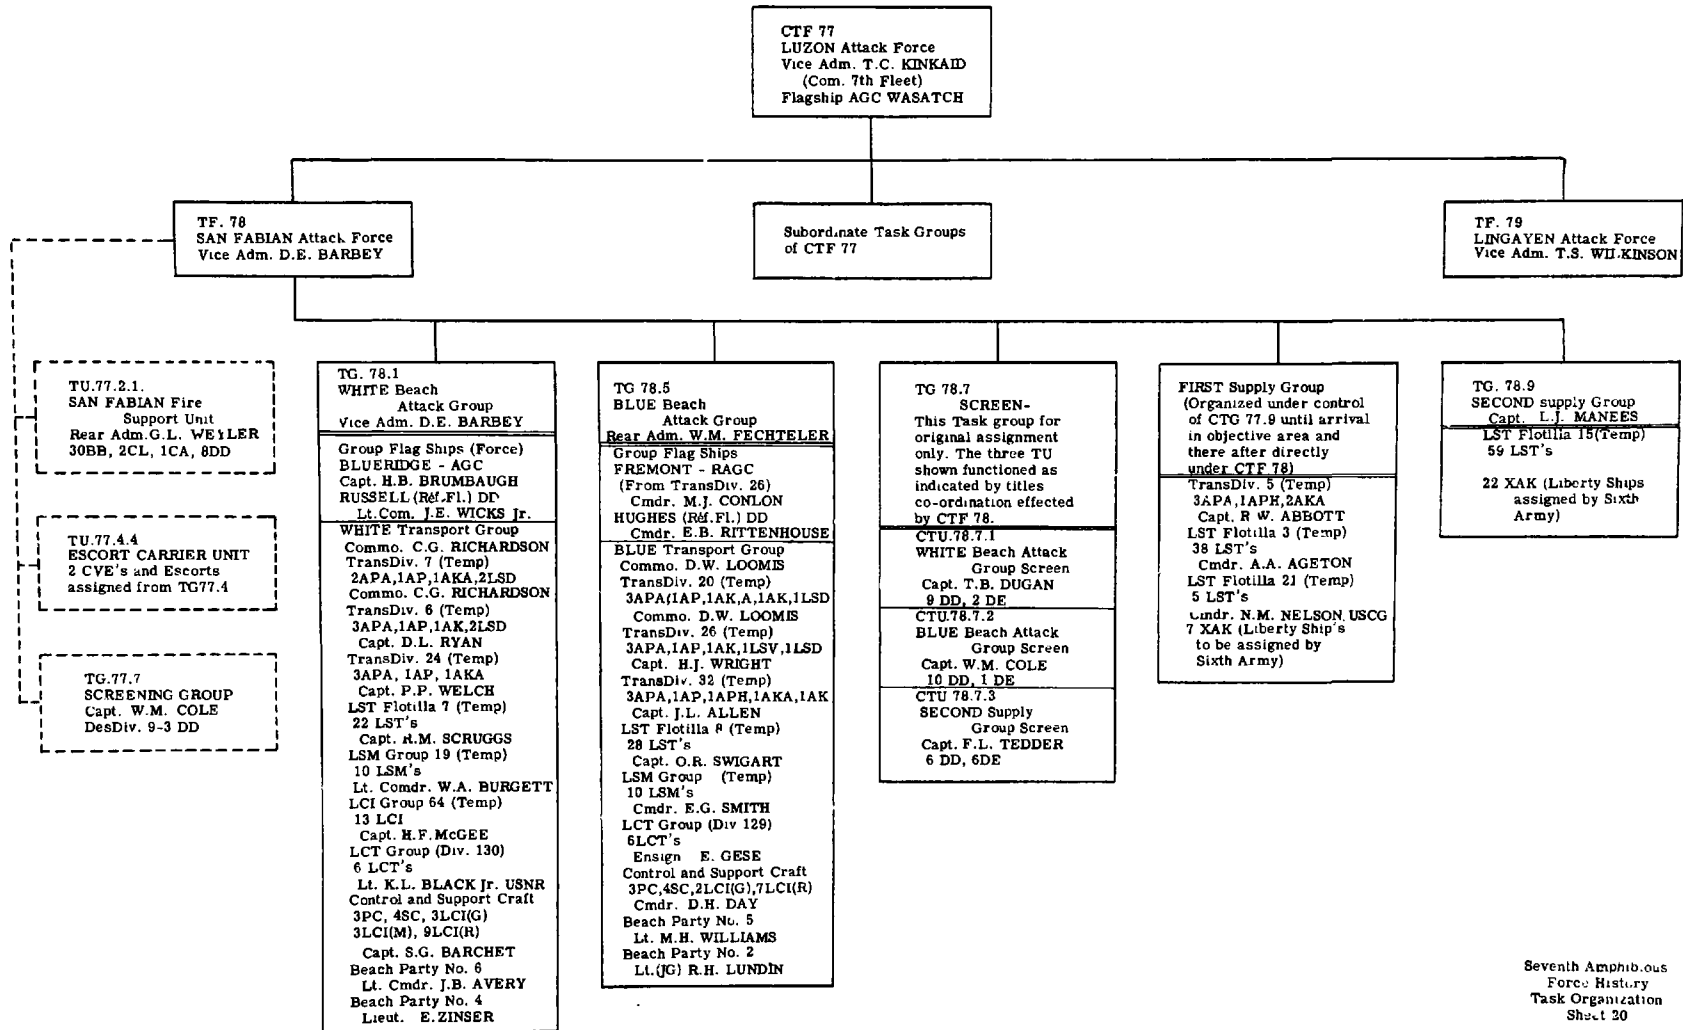 CTF 77
LUZON Attack Force
Vice Adm. T.C. KINKAID
(Com. 7th Fleet)
Flagship AGC WASATCH
TF. 78
SAN FABIAN Attack Force
Vice Adm. D.E. BARBEY
Subordinate Task Groups
of CTF 77
TF. 79
LINGAYEN Attack Force
Vice Adm. T.S. WILKINSON
TU.77.2.1.
SAN FABIAN Fire
Support Unit
Rear Adm.G.L. WEYLER
30BB, 2CL, 1CA, 8DD
TU.77.4.4
ESCORT CARRIER UNIT
2 CVE's and Escorts
assigned from TG77.4
TG.77.7
SCREENING GROUP
Capt. W.M. COLE
DesDiv. 9-3 DD
TG. 78.1
WHITE Beach
Attack Group
Vice Adm. D.E. BARBEY
Group Flag Ships (Force)
BLUERIDGE - AGC
Capt. H.B. BRUMBAUGH
RUSSELL (Ref.Fl.) DD
Lt.Com. J.E. WICKS Jr.
WHITE Transport Group
Commo. C.G. RICHARDSON
TransDiv. 7 (Temp)
2APA,1AP,1AKA,2LSD
Commo. C.G. RICHARDSON
TransDiv. 6 (Temp)
3APA,1AP,1AK,2LSD
Capt. D.L. RYAN
TransDiv. 24 (Temp)
3APA, 1AP, 1AKA
Capt. P.P. WELCH
LST Flotilla 7 (Temp)
22 LST's
Capt. R.M. SCRUGGS
LSM Group 19 (Temp)
10 LSM's
Lt. Comdr. W.A. BURGETT
LCI Group 64 (Temp)
13 LCI
Capt. H.F. McGEE
LCT Group (Div. 130)
6 LCT's
Lt. K.L. BLACK Jr. USNR
Control and Support Craft
3PC, 4SC, 3LCI(G)
3LCI(M), 9LCI(R)
Capt. S.G. BARCHET
Beach Party No. 6
Lt. Cmdr. J.B. AVERY
Beach Party No. 4
Lieut. E.ZINSER
TG 78.5
BLUE Beach
Attack Group
Rear Adm. W.M. FECHTELER
Group Flag Ships
FREMONT - RAGC
(From TransDiv. 26)
Cmdr. M.J. CONLON
HUGHES (Ref.Fl.) DD
Cmdr. E.B. RITTENHOUSE
BLUE Transport Group
Commo. D.W. LOOMIS
TransDiv. 20 (Temp)
3APA(1AP,1AK,A,1AK,1LSD
Commo. D.W. LOOMIS
TransDiv. 26 (Temp)
3APA,1AP,1AK,1LSV,1LSD
Capt. H.J. WRIGHT
TransDiv. 32 (Temp)
3APA,1AP,1APH,1AKA,1AK
Capt. J.L. ALLEN
LST Flotilla 8 (Temp)
28 LST's
Capt. O.R. SWIGART
LSM Group (Temp)
10 LSM's
Cmdr. E.G. SMITH
LCT Group (Div 129)
6LCT's
Ensign E. GESE
Control and Support Craft
3PC,4SC,2LCI(G),7LCI(R)
Cmdr. D.H. DAY
Beach Party No. 5
Lt. M.H. WILLIAMS
Beach Party No. 2
Lt.(JG) R.H. LUNDIN
TG 78.7
SCREEN-
This Task group for
original assignment
only. The three TU
shown functioned as
indicated by titles
co-ordination effected
by CTF 78.
CTU.78.7.1
WHITE Beach Attack
Group Screen
Capt. T.B. DUGAN
9 DD, 2 DE
CTU.78.7.2
BLUE Beach Attack
Group Screen
Capt. W.M. COLE
10 DD, 1 DE
CTU 78.7.3
SECOND Supply
Group Screen
Capt. F.L. TEDDER
6 DD, 6DE
FIRST Supply Group
(Organized under control
of CTG 77.9 until arrival
in objective area and
there after directly
under CTF 78)
TransDiv. 5 (Temp)
3APA,1APH,2AKA
Capt. R W. ABBOTT
LST Flotilla 3 (Temp)
38 LST's
Cmdr. A.A. AGETON
LST Flotilla 21 (Temp)
5 LST's
Cmdr. N.M. NELSON, USCG
7 XAK (Liberty Ship's
to be assigned by
Sixth Army)
TG. 78.9
SECOND supply Group
Capt. L.J. MANEES
LST Flotilla 15(Temp)
59 LST's
22 XAK (Liberty Ships
assigned by Sixth
Army)
Seventh Amphibious
Force History
Task Organization
Sheet 20